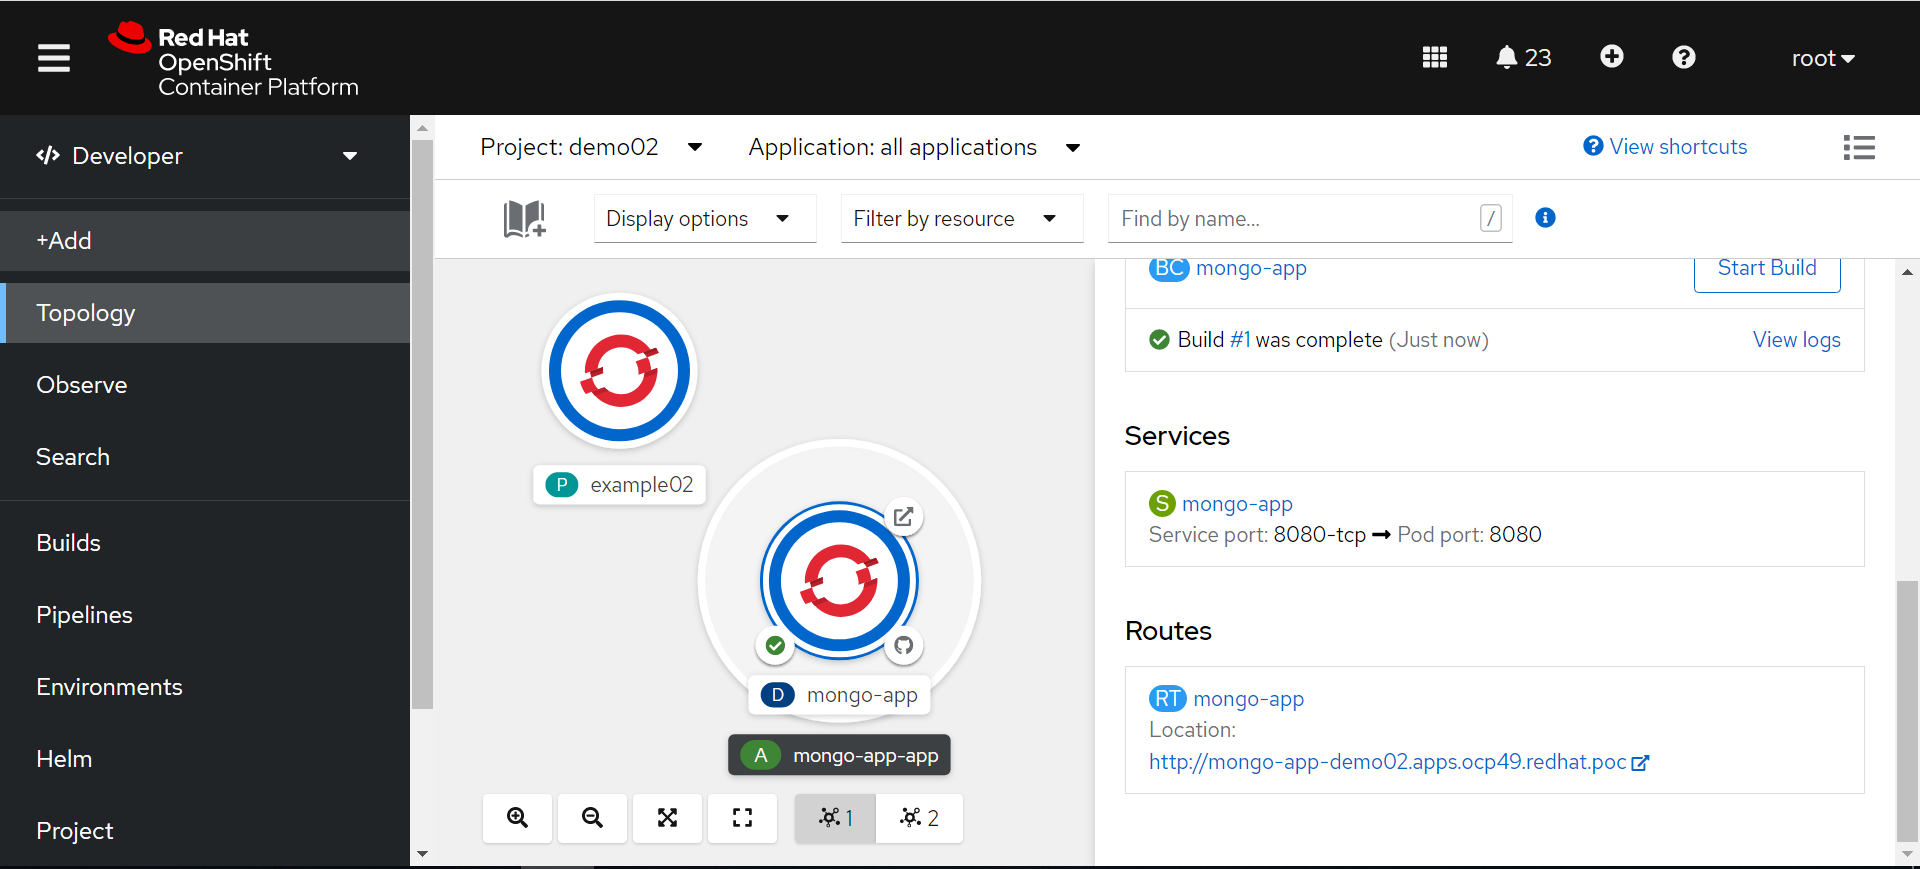 Red Hat
OpenShift
Container Platform
23
root
Developer
+Add
Topology
Observe
Search
Builds
Pipelines
Environments
Helm
Project
Project: demo02
Application: all applications
View shortcuts
Display options
Filter by resource
Find by name...
/
P example02
D mongo-app
A mongo-app-app
1
2
BC mongo-app
Start Build
Build #1 was complete (Just now)
View logs
Services
S mongo-app
Service port: 8080-tcp → Pod port: 8080
Routes
RT mongo-app
Location:
http://mongo-app-demo02.apps.ocp49.redhat.poc